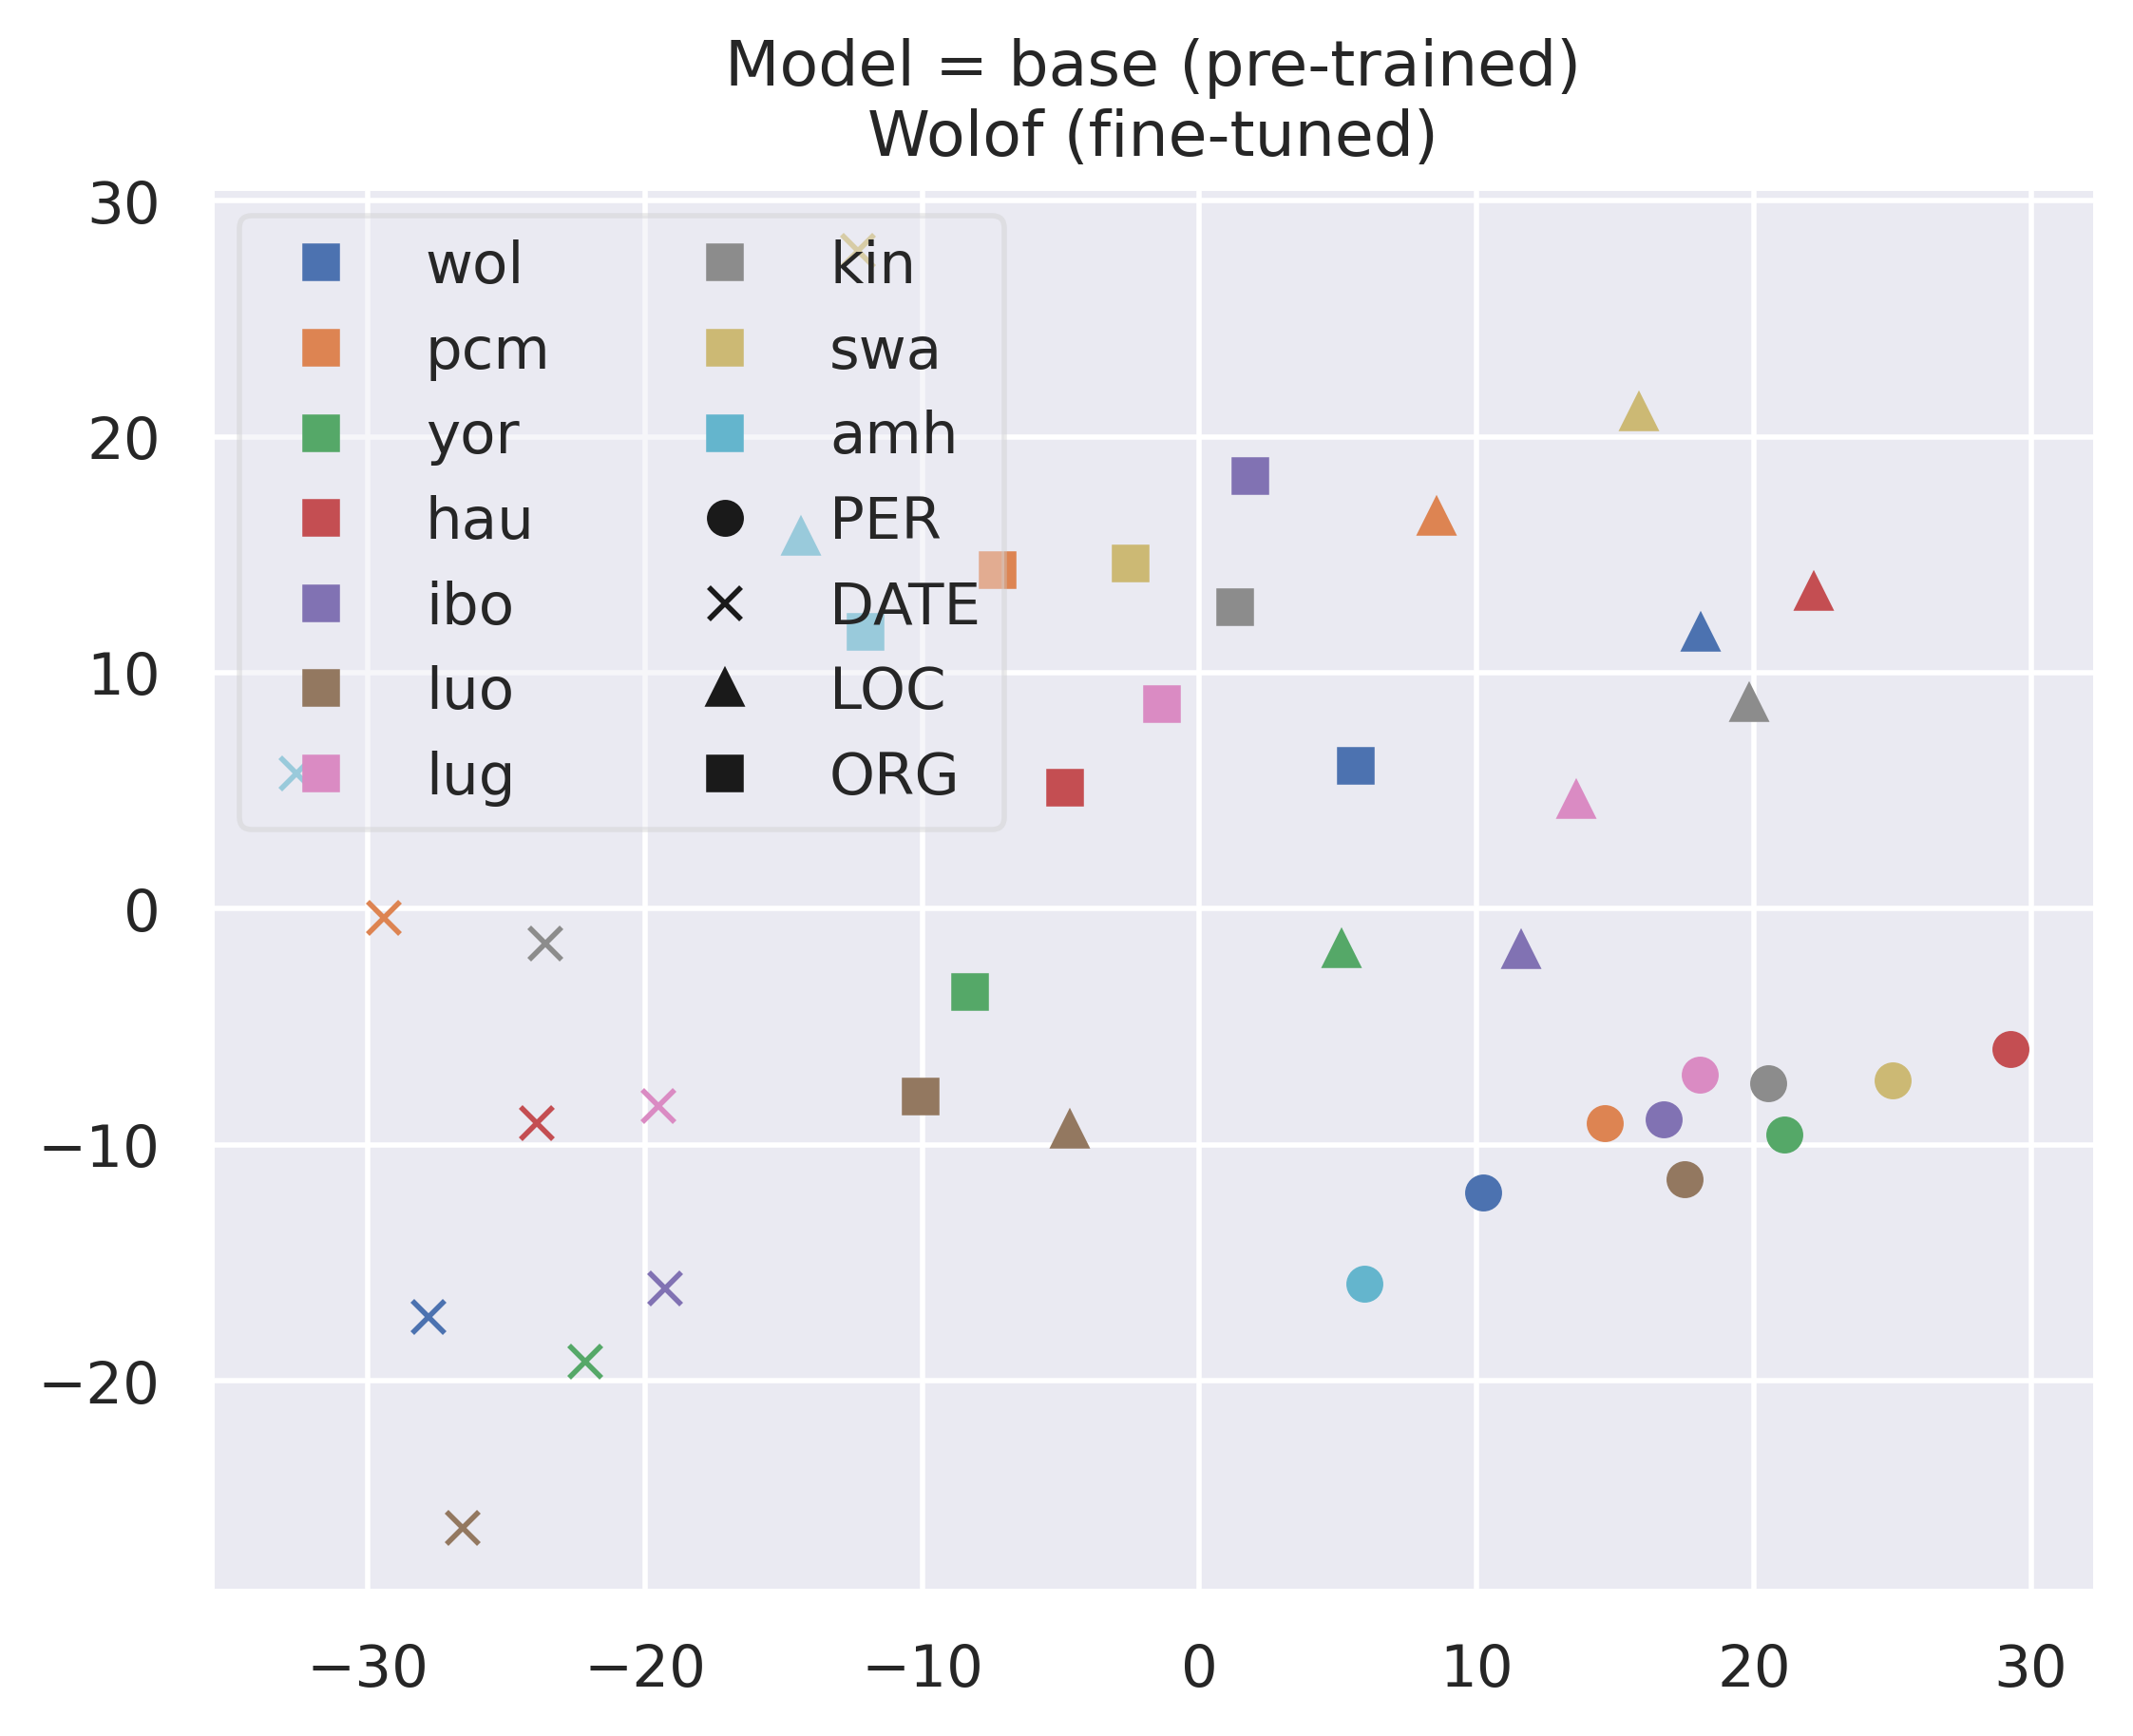 Model = base (pre-trained)
Wolof (fine-tuned)
30
20
10
0
−10
−20
wol
pcm
yor
hau
ibo
luo
lug
kin
swa
amh
PER
DATE
LOC
ORG
−30
−20
−10
0
10
20
30